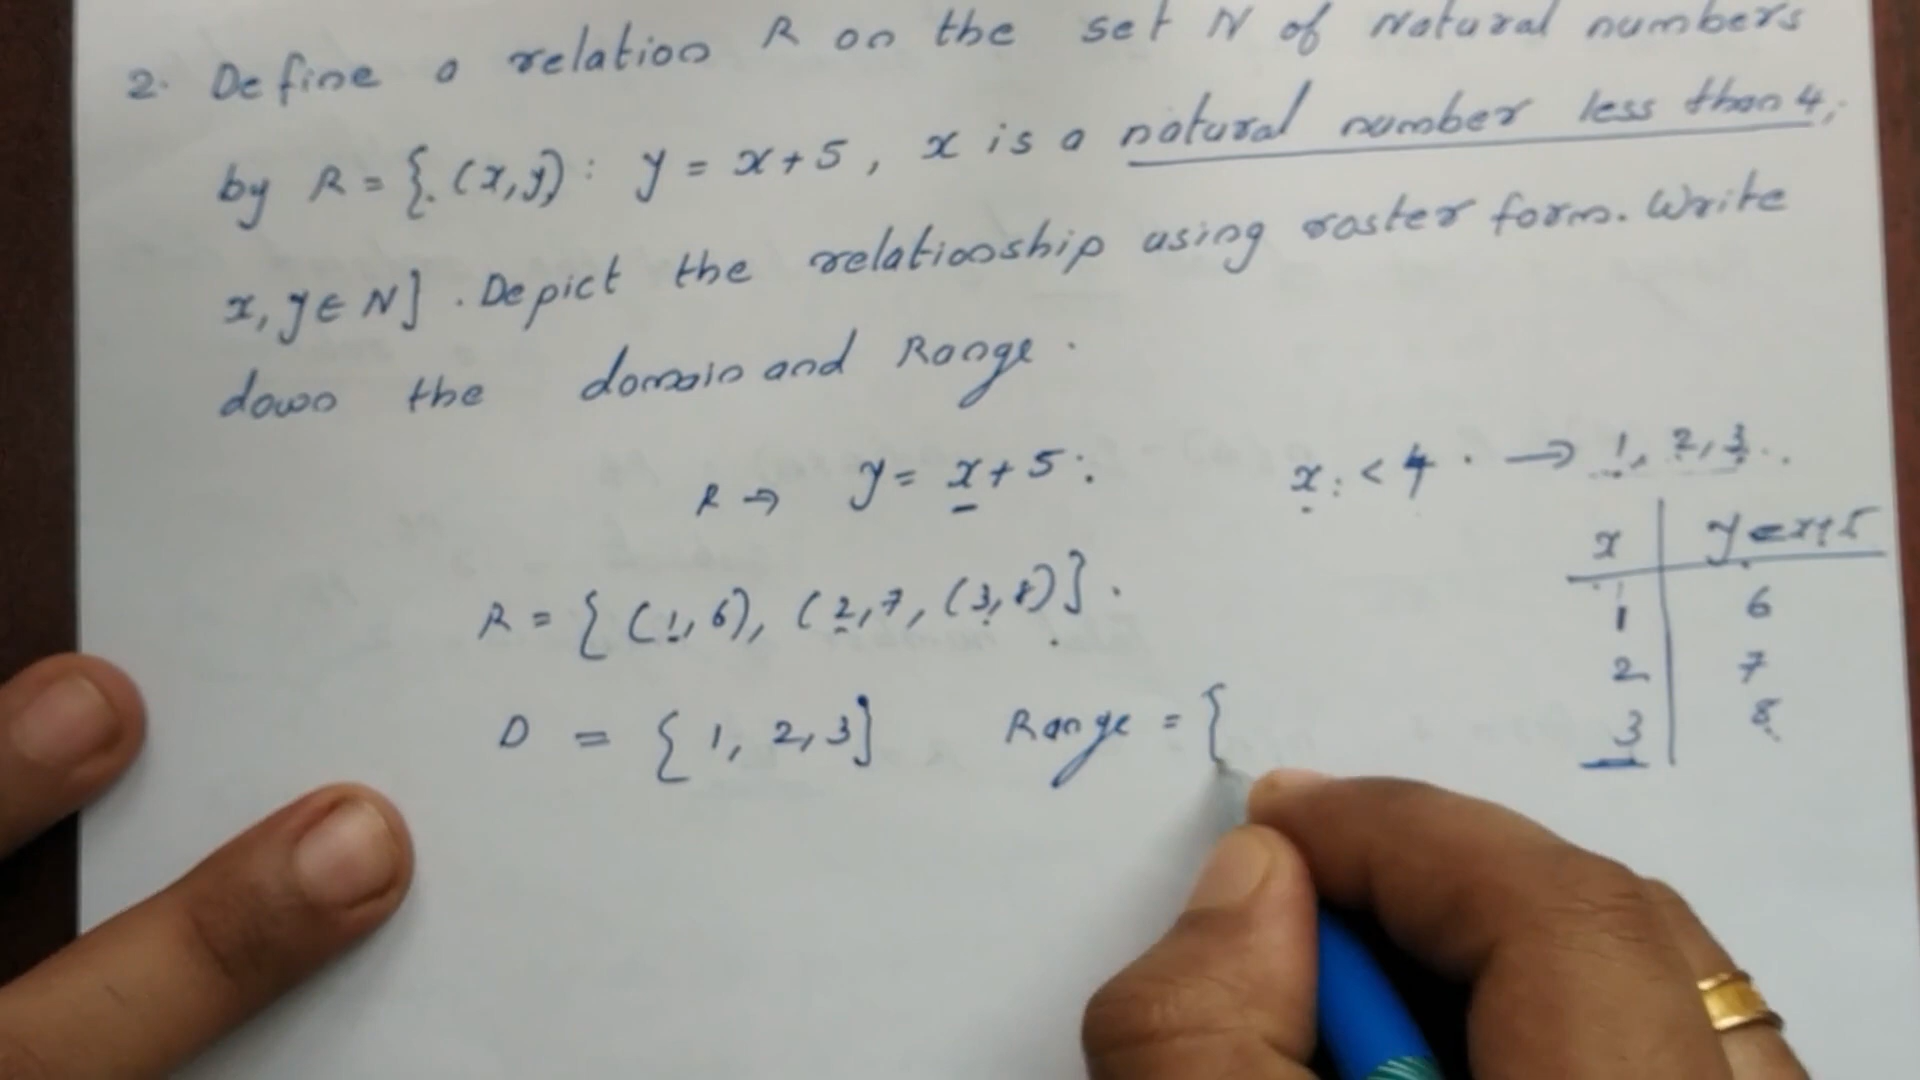 2. Define a relation R on the set N of Natural numbers
by R = {(x,y): y = x+5, x is a natural number less than 4;
x, y ∈ N}. Depict the relationship using roster form. Write
down the domain and Range.
R → y = x+5: x < 4. → 1, 2, 3.
x | y = x+5
R = {(1,6), (2,7, (3,8)}.
1 | 6
2 | 7
D = {1, 2, 3} Range = {
3 | 8